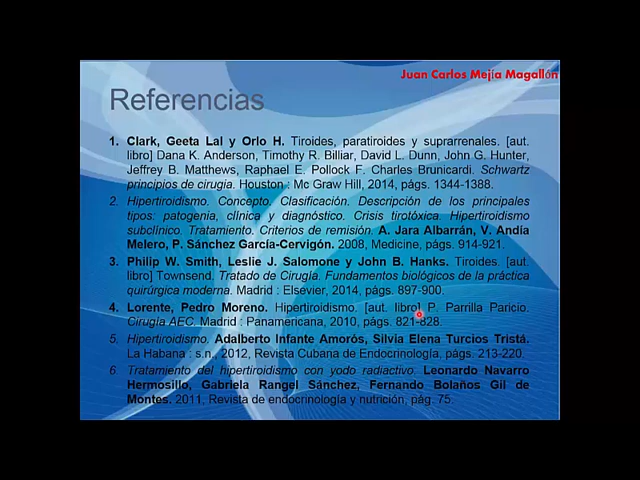 Juan Carlos Mejía Magallón
Referencias
1. Clark, Geeta Lal y Orlo H. Tiroides, paratiroides y suprarrenales. [aut.
libro] Dana K. Anderson, Timothy R. Billiar, David L. Dunn, John G. Hunter,
Jeffrey B. Matthews, Raphael E. Pollock F. Charles Brunicardi. Schwartz
principios de cirugía. Houston : Mc Graw Hill, 2014, págs. 1344-1388.
2. Hipertiroidismo. Concepto. Clasificación. Descripción de los principales
tipos: patogenia, clínica y diagnóstico. Crisis tirotóxica. Hipertiroidismo
subclínico. Tratamiento. Criterios de remisión. A. Jara Albarrán, V. Andía
Melero, P. Sánchez García-Cervigón. 2008, Medicine, págs. 914-921.
3. Philip W. Smith, Leslie J. Salomone y John B. Hanks. Tiroides. [aut.
libro] Townsend. Tratado de Cirugía. Fundamentos biológicos de la práctica
quirúrgica moderna. Madrid : Elsevier, 2014, págs. 897-900.
4. Lorente, Pedro Moreno. Hipertiroidismo. [aut. libro] P. Parrilla Paricio.
Cirugía AEC. Madrid : Panamericana, 2010, págs. 821-828.
5. Hipertiroidismo. Adalberto Infante Amorós, Silvia Elena Turcios Tristá.
La Habana : s.n., 2012, Revista Cubana de Endocrinología, págs. 213-220.
6. Tratamiento del hipertiroidismo con yodo radiactivo. Leonardo Navarro
Hermosillo, Gabriela Rangel Sánchez, Fernando Bolaños Gil de
Montes. 2011, Revista de endocrinología y nutrición, pág. 75.